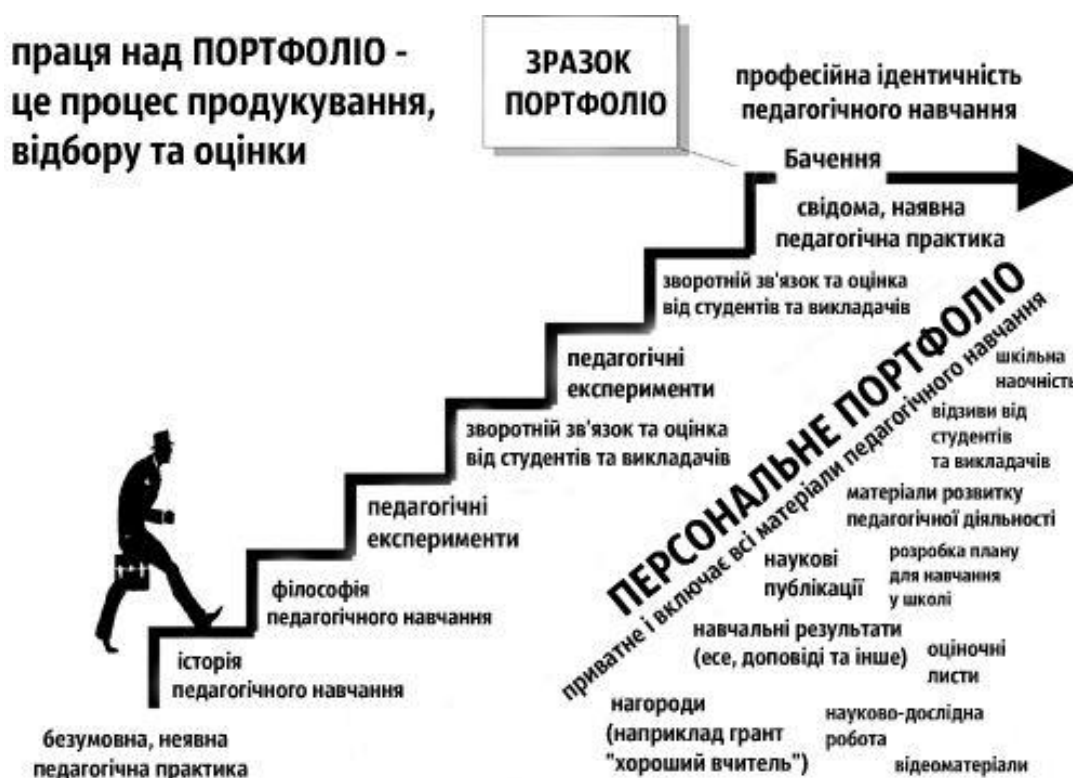 праця над ПОРТФОЛІО -
це процес продукування,
відбору та оцінки
ЗРАЗОК
ПОРТФОЛІО
професійна ідентичність
педагогічного навчання
Бачення
свідома, наявна
педагогічна практика
зворотній зв'язок та оцінка
від студентів та викладачів
педагогічні
експерименти
зворотній зв'язок та оцінка
від студентів та викладачів
педагогічні
експерименти
філософія
педагогічного навчання
історія
педагогічного навчання
безумовна, неявна
педагогічна практика
ПЕРСОНАЛЬНЕ ПОРТФОЛІО
приватне і включає всі матеріали педагогічного навчання
шкільна
наочність
відзиви від
студентів
та викладачів
матеріали розвитку
педагогічної діяльності
наукові
публікації
розробка плану
для навчання
у школі
навчальні результати
(есе, доповіді та інше)
оціночні
листи
нагороди
(наприклад грант
"хороший вчитель")
науково-дослідна
робота
відеоматеріали